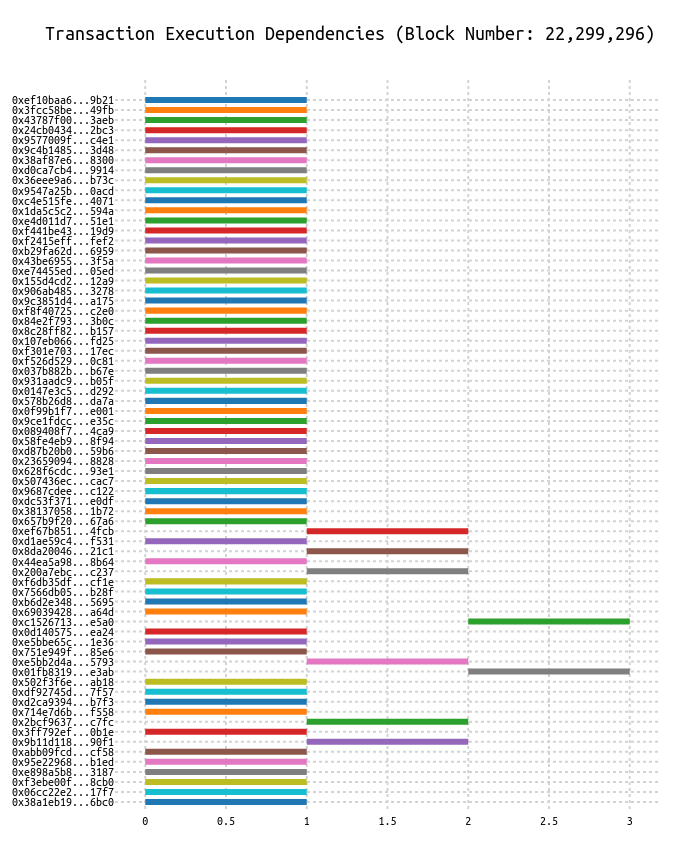 Transaction Execution Dependencies (Block Number: 22,299,296)
0xef10baa6...9b21
0x3fcc58be...49fb
0x43787f00...3aeb
0x24cb0434...2bc3
0x9577009f...c4e1
0x9c4b1485...3d48
0x38af87e6...8300
0xd0ca7cb4...9914
0x36eee9a6...b73c
0x9547a25b...0acd
0xc4e515fe...4071
0x1da5c5c2...594a
0xe4d011d7...51e1
0xf441be43...19d9
0xf2415eff...fef2
0xb29fa62d...6959
0x43be6955...3f5a
0xe74455ed...05ed
0x155d4cd2...12a9
0x906ab485...3278
0x9c3851d4...a175
0xf8f40725...c2e0
0x84e2f793...3b0c
0x8c28ff82...b157
0x107eb066...fd25
0xf301e703...17ec
0xf526d529...0c81
0x037b882b...b67e
0x931aadc9...b05f
0x0147e3c5...d292
0x578b26d8...da7a
0x0f99b1f7...e001
0x9ce1fdcc...e35c
0x089408f7...4ca9
0x58fe4eb9...8f94
0xd87b20b0...59b6
0x23659094...8828
0x628f6cdc...93e1
0x507436ec...cac7
0x9687cdee...c122
0xdc53f371...e0df
0x38137058...1b72
0x657b9f20...67a6
0xef67b851...4fcb
0xd1ae59c4...f531
0x8da20046...21c1
0x44ea5a98...8b64
0x200a7ebc...c237
0xf6db35df...cf1e
0x7566db05...b28f
0xb6d2e348...5695
0x69039428...a64d
0xc1526713...e5a0
0x0d140575...ea24
0xe5bbe65c...1e36
0x751e949f...85e6
0xe5bb2d4a...5793
0x01fb8319...e3ab
0x502f3f6e...ab18
0xdf92745d...7f57
0xd2ca9394...b7f3
0x714e7d6b...f558
0x2bcf9637...c7fc
0x3ff792ef...0b1e
0x9b11d118...90f1
0xabb09fcd...cf58
0x95e22968...b1ed
0xe898a5b8...3187
0xf3ebe00f...8cb0
0x06cc22e2...17f7
0x38a1eb19...6bc0
0 0.5 1 1.5 2 2.5 3